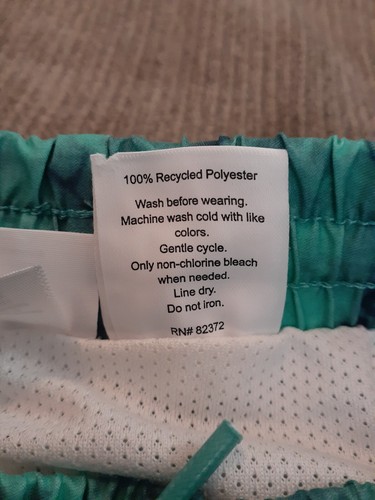 100% Recycled Polyester
Wash before wearing.
Machine wash cold with like
colors.
Gentle cycle.
Only non-chlorine bleach
when needed.
Line dry.
Do not iron.
RN# 82372